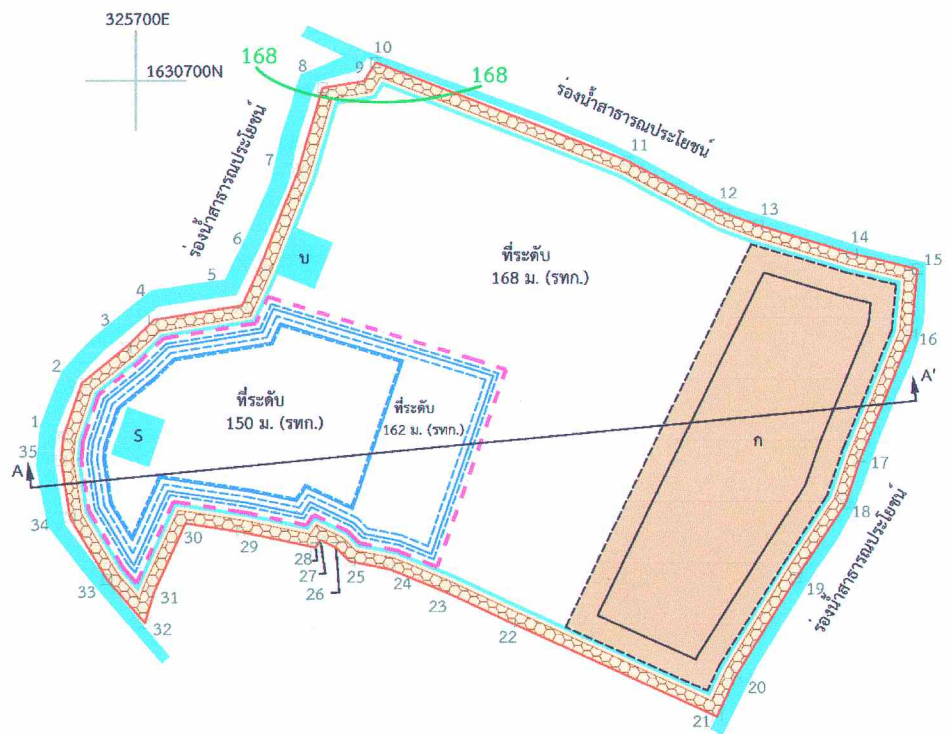 325700E
1630700N
168
168
8
9
10
ร่องน้ำสาธารณประโยชน์
ร่องน้ำสาธารณประโยชน์
11
7
12
13
14
15
6
บ
ที่ระดับ
168 ม. (รทก.)
5
4
3
16
2
A'
ที่ระดับ
150 ม. (รทก.)
ที่ระดับ
162 ม. (รทก.)
1
S
ก
35
A
17
34
18
30
29
28
27
26
25
24
23
22
33
31
32
19
ร่องน้ำสาธารณประโยชน์
20
21